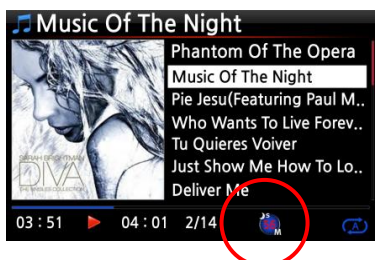 Music Of The Night
Phantom Of The Opera
Music Of The Night
Pie Jesu(Featuring Paul M..
Who Wants To Live Forev..
Tu Quieres Voiver
Just Show Me How To Lo..
Deliver Me
SARAH BRIGHTMAN
DIVA
THE SINGLES COLLECTION
03:51 04:01 2/14 S M A